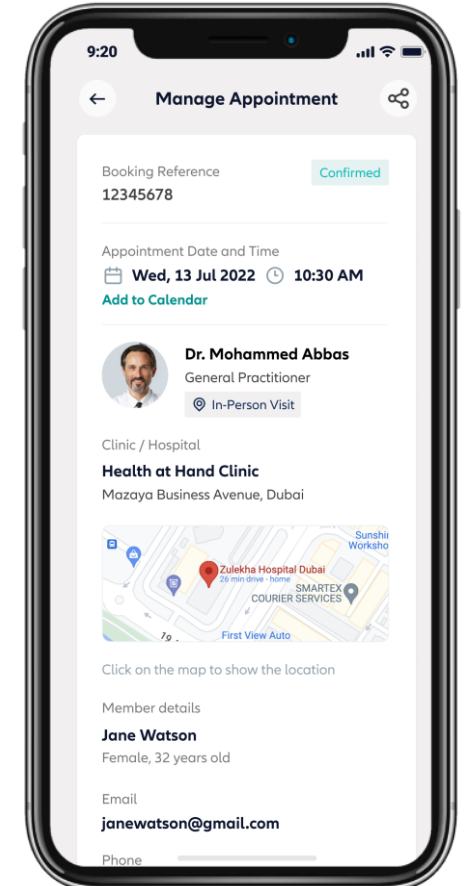 9:20
Manage Appointment
Booking Reference
Confirmed
12345678
Appointment Date and Time
Wed, 13 Jul 2022 10:30 AM
Add to Calendar
Dr. Mohammed Abbas
General Practitioner
In-Person Visit
Clinic / Hospital
Health at Hand Clinic
Mazaya Business Avenue, Dubai
Sunshi
Worksho
Zulekha Hospital Dubai
26 min drive - home
SMARTEX
COURIER SERVICES
19
First View Auto
Click on the map to show the location
Member details
Jane Watson
Female, 32 years old
Email
janewatson@gmail.com
Phone